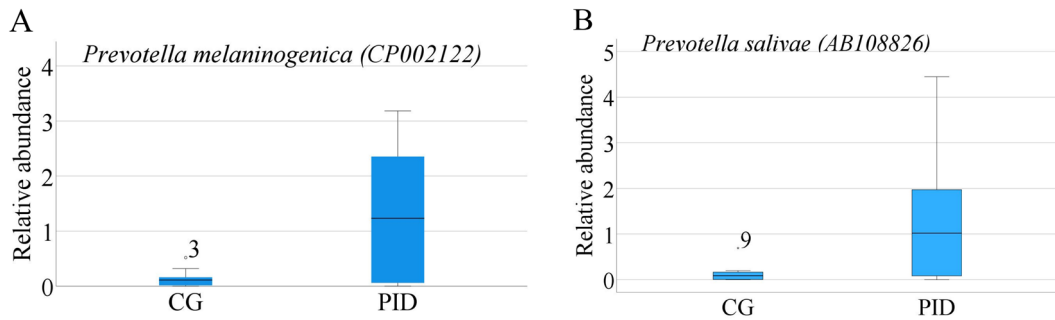 A
Prevotella melaninogenica (CP002122)
Relative abundance
4
3
2
1
0
3
CG
PID
B
Prevotella salivae (AB108826)
Relative abundance
5
4
3
2
1
0
9
CG
PID